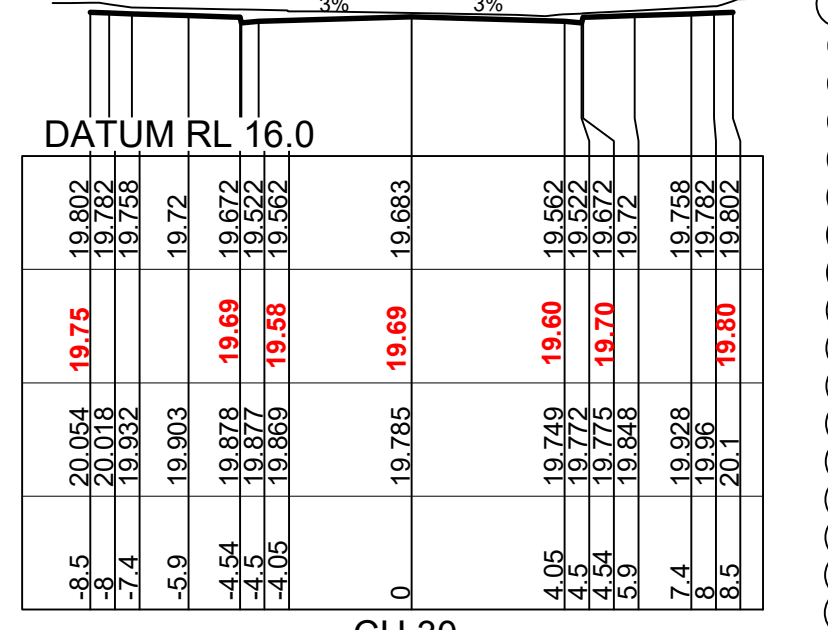 3% 3%
DATUM RL 16.0
19.802 19.782 19.758 19.72 19.672 19.522 19.562 19.683 19.562 19.522 19.672 19.72 19.758 19.782 19.802
19.75 19.69 19.58 19.69 19.60 19.70 19.80
20.054 20.018 19.932 19.903 19.878 19.877 19.869 19.785 19.749 19.772 19.775 19.848 19.928 19.96 20.1
-8.5 -8 -7.4 -5.9 -4.54 -4.5 -4.05 0 4.05 4.5 4.54 5.9 7.4 8 8.5
CH 30